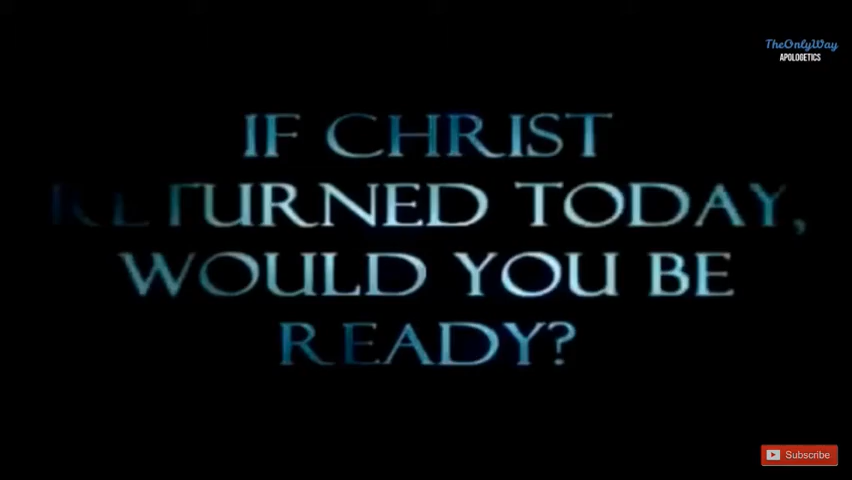 TheOnlyWay
APOLOGETICS
IF CHRIST
RETURNED TODAY,
WOULD YOU BE
READY?
Subscribe